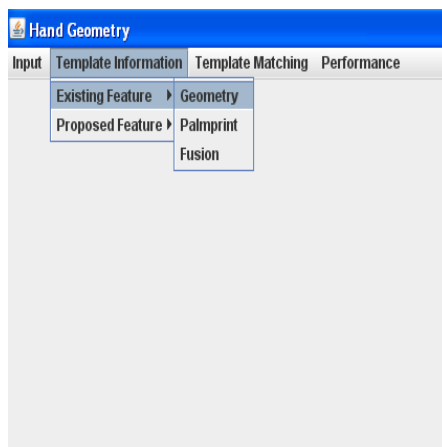 Hand Geometry
Input Template Information Template Matching Performance
Existing Feature Geometry
Proposed Feature Palmprint
Fusion